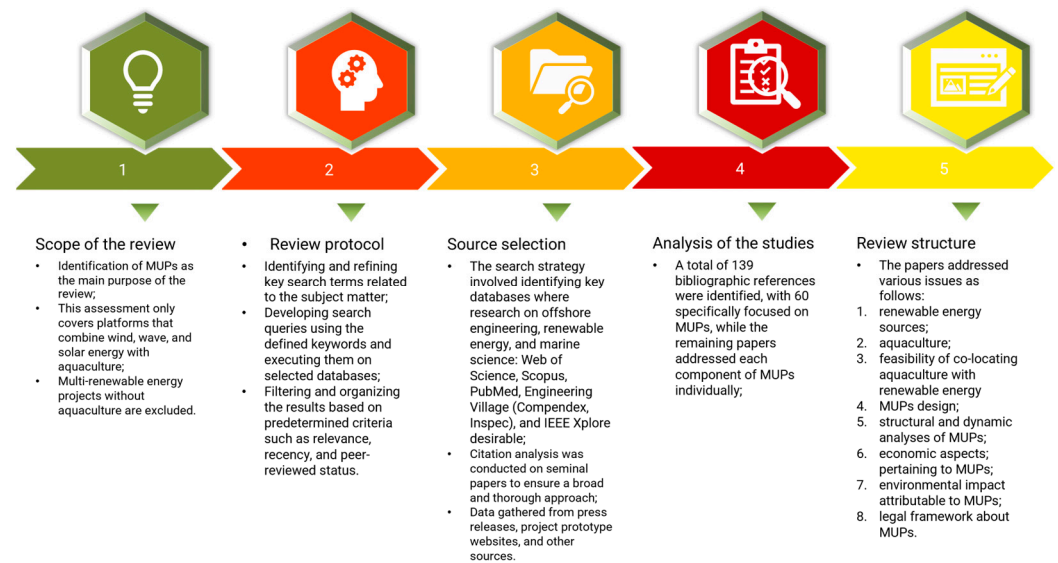 1
2
3
4
5
Scope of the review
• Identification of MUPs as
the main purpose of the
review;
• This assessment only
covers platforms that
combine wind, wave, and
solar energy with
aquaculture;
• Multi-renewable energy
projects without
aquaculture are excluded.
• Review protocol
• Identifying and refining
key search terms related
to the subject matter;
• Developing search
queries using the
defined keywords and
executing them on
selected databases;
• Filtering and organizing
the results based on
predetermined criteria
such as relevance,
recency, and peer-
reviewed status.
Source selection
• The search strategy
involved identifying key
databases where
research on offshore
engineering, renewable
energy, and marine
science: Web of
Science, Scopus,
PubMed, Engineering
Village (Compendex,
Inspec), and IEEE Xplore
desirable;
• Citation analysis was
conducted on seminal
papers to ensure a broad
and thorough approach;
• Data gathered from press
releases, project prototype
websites, and other
sources.
Analysis of the studies
• A total of 139
bibliographic references
were identified, with 60
specifically focused on
MUPs, while the
remaining papers
addressed each
component of MUPs
individually;
Review structure
• The papers addressed
various issues as
follows:
1. renewable energy
sources;
2. aquaculture;
3. feasibility of co-locating
aquaculture with
renewable energy
4. MUPs design;
5. structural and dynamic
analyses of MUPs;
6. economic aspects;
pertaining to MUPs;
7. environmental impact
attributable to MUPs;
8. legal framework about
MUPs.